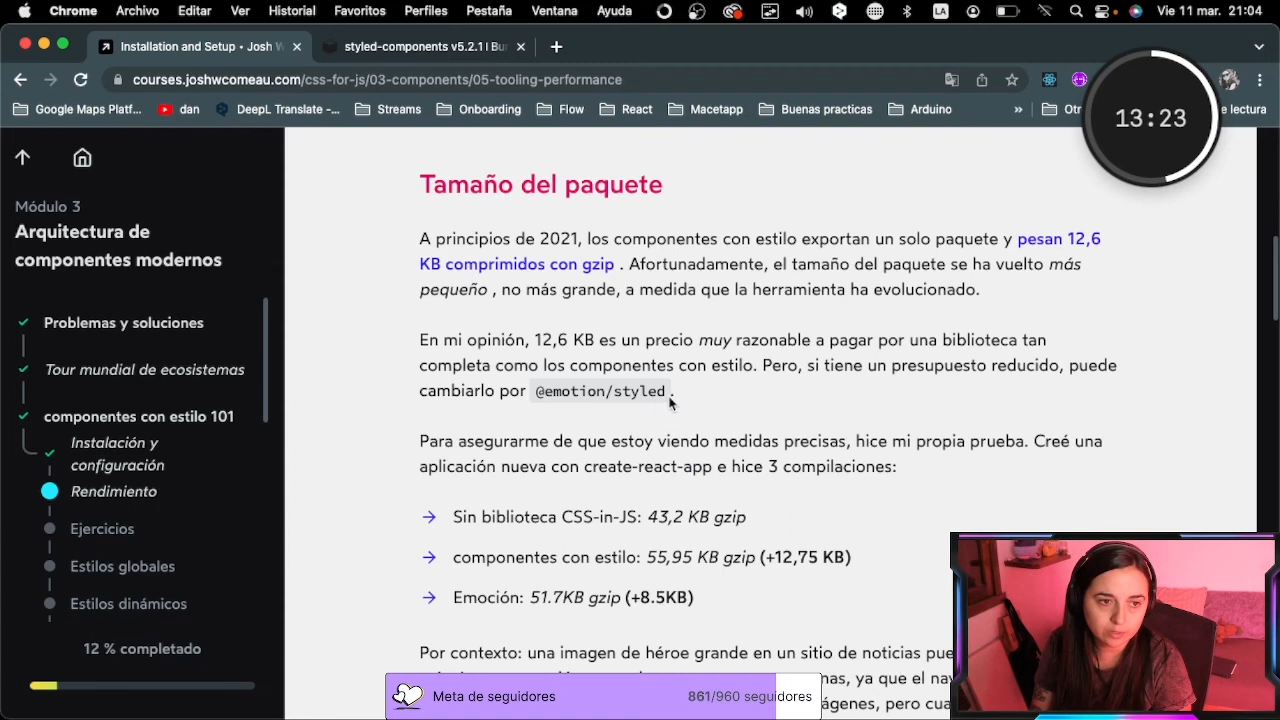 Chrome Archivo Editar Ver Historial Favoritos Perfiles Pestaña Ventana Ayuda LA Vie 11 mar. 21:04
Installation and Setup • Josh W
styled-components v5.2.1 | Bu
courses.joshwcomeau.com/css-for-js/03-components/05-tooling-performance
Google Maps Platf... dan DeepL Translate -... Streams Onboarding Flow React Macetapp Buenas practicas Arduino » Otr e lectura
13:23
Módulo 3
Arquitectura de
componentes modernos
Problemas y soluciones
Tour mundial de ecosistemas
componentes con estilo 101
Instalación y
configuración
Rendimiento
Ejercicios
Estilos globales
Estilos dinámicos
12 % completado
Tamaño del paquete
A principios de 2021, los componentes con estilo exportan un solo paquete y pesan 12,6
KB comprimidos con gzip . Afortunadamente, el tamaño del paquete se ha vuelto más
pequeño , no más grande, a medida que la herramienta ha evolucionado.
En mi opinión, 12,6 KB es un precio muy razonable a pagar por una biblioteca tan
completa como los componentes con estilo. Pero, si tiene un presupuesto reducido, puede
cambiarlo por @emotion/styled .
Para asegurarme de que estoy viendo medidas precisas, hice mi propia prueba. Creé una
aplicación nueva con create-react-app e hice 3 compilaciones:
→ Sin biblioteca CSS-in-JS: 43,2 KB gzip
→ componentes con estilo: 55,95 KB gzip (+12,75 KB)
→ Emoción: 51.7KB gzip (+8.5KB)
Por contexto: una imagen de héroe grande en un sitio de noticias pue
nas, ya que el nav
ágenes, pero cua
Meta de seguidores 861/960 seguidores